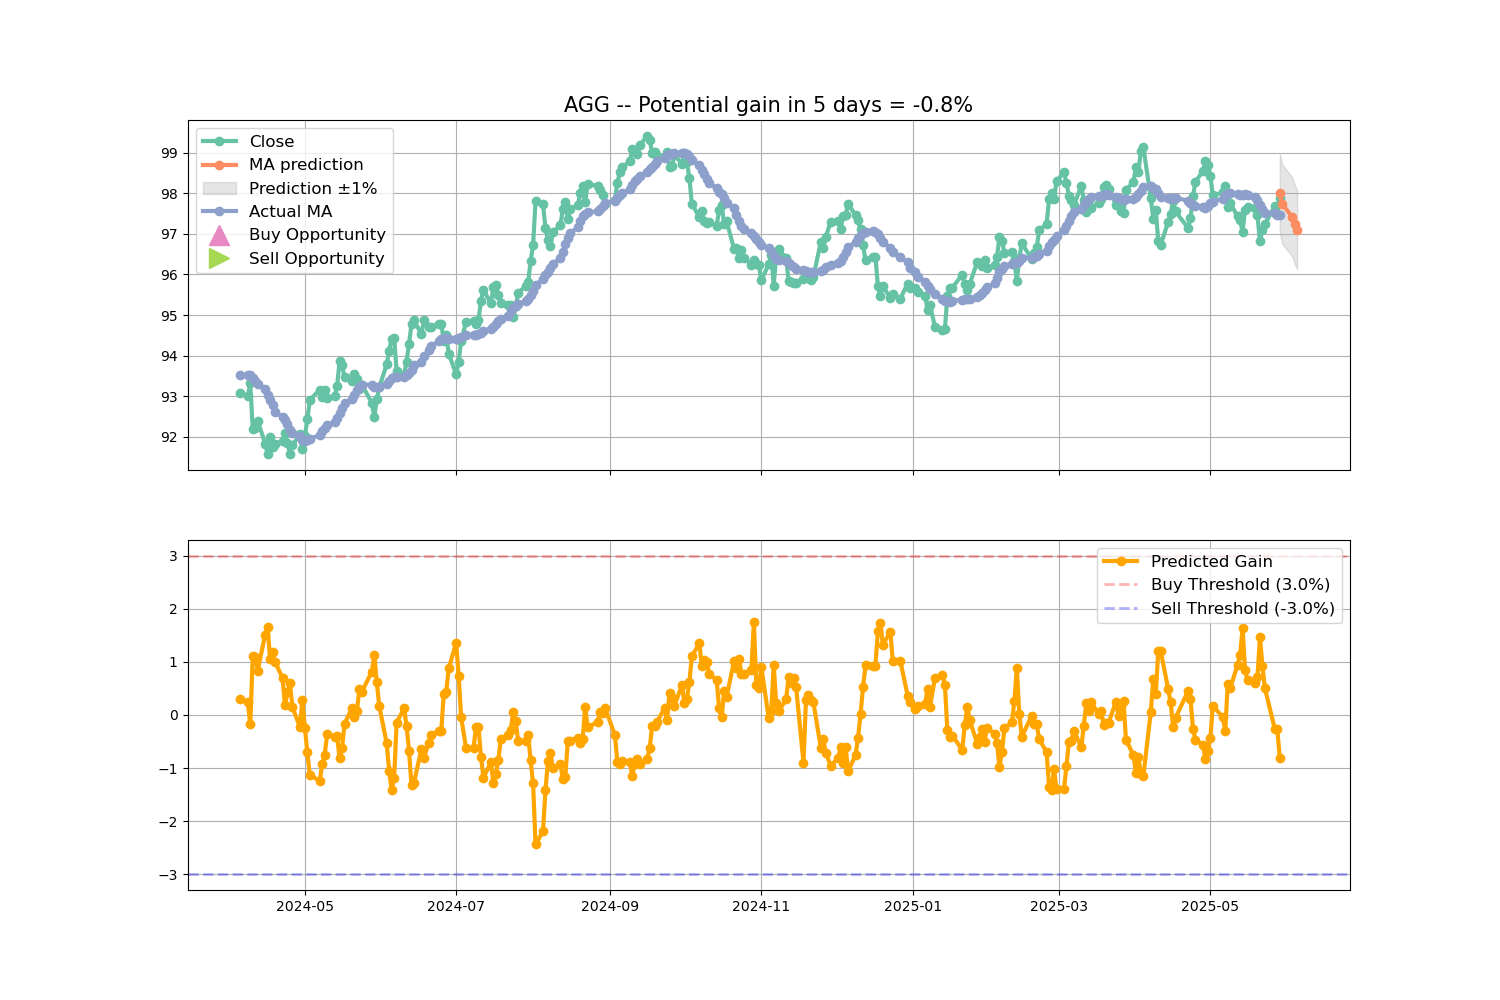 AGG -- Potential gain in 5 days = -0.8%
Close
MA prediction
Prediction ±1%
Actual MA
Buy Opportunity
Sell Opportunity
99
98
97
96
95
94
93
92
Predicted Gain
Buy Threshold (3.0%)
Sell Threshold (-3.0%)
3
2
1
0
−1
−2
−3
2024-05
2024-07
2024-09
2024-11
2025-01
2025-03
2025-05